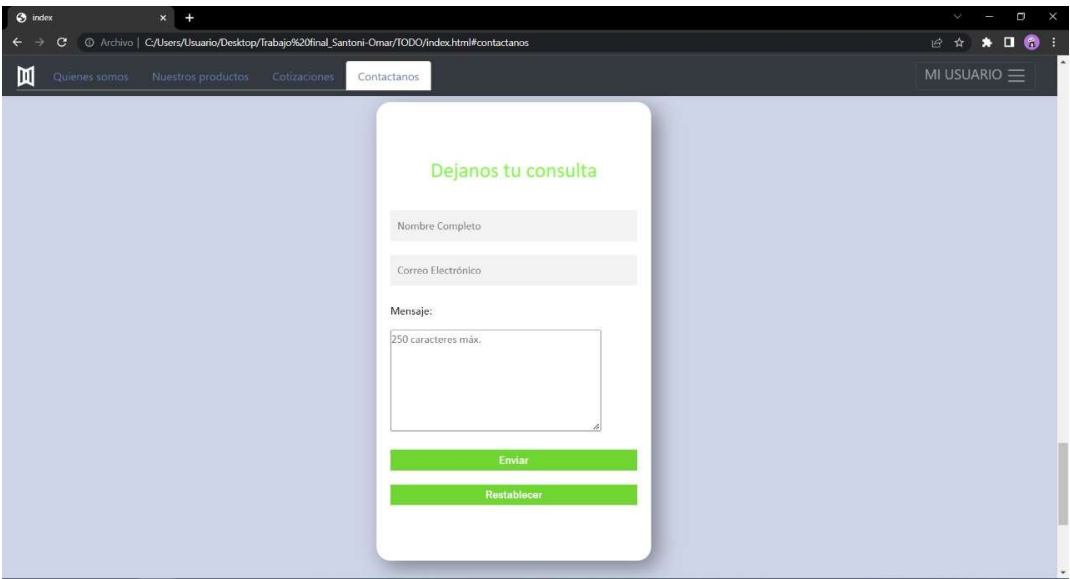 index
Archivo | C:/Users/Usuario/Desktop/Trabajo%20final_Santoni-Omar/TODO/index.html#contactanos
Quienes somos Nuestros productos Cotizaciones Contactanos MI USUARIO
Dejanos tu consulta
Nombre Completo
Correo Electrónico
Mensaje:
250 caracteres máx.
Enviar
Restablecer